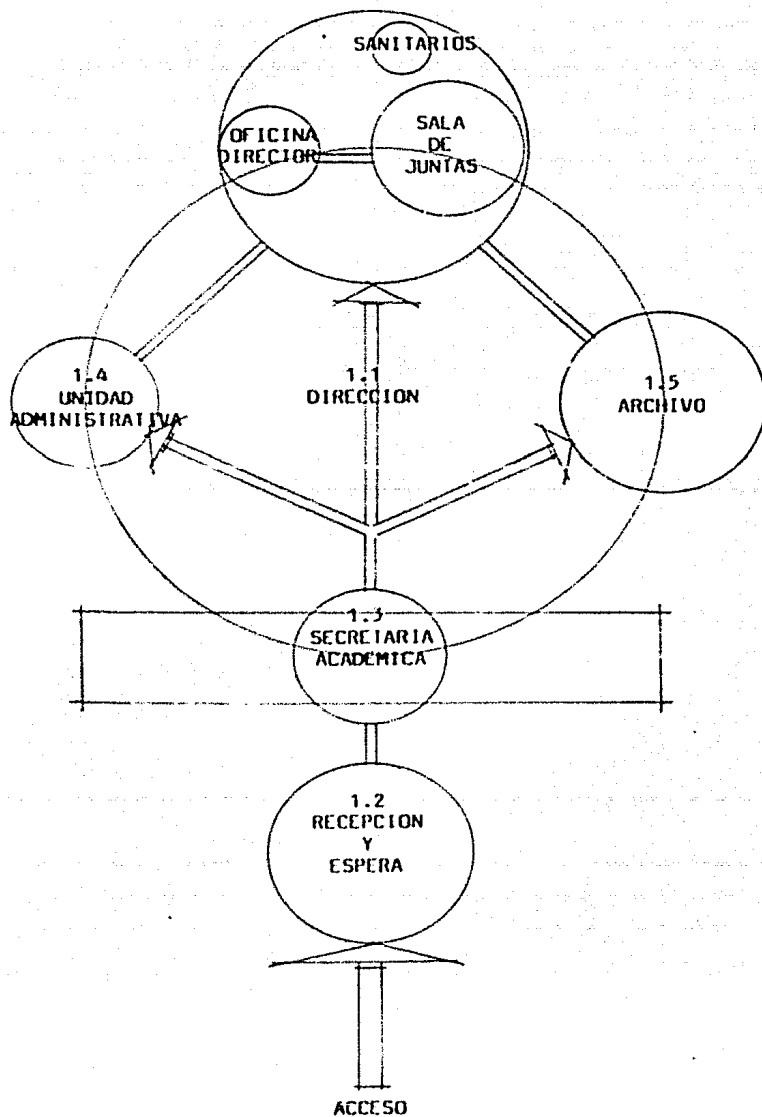 SANITARIOS
OFICINA
DIRECIOR
SALA
DE
JUNTAS
1.4
UNIDAD
ADMINISTRATIVA
1.1
DIRECCION
1.5
ARCHIVO
1.3
SECRETARIA
ACADEMICA
1.2
RECEPCION
Y
ESPERA
ACCESO